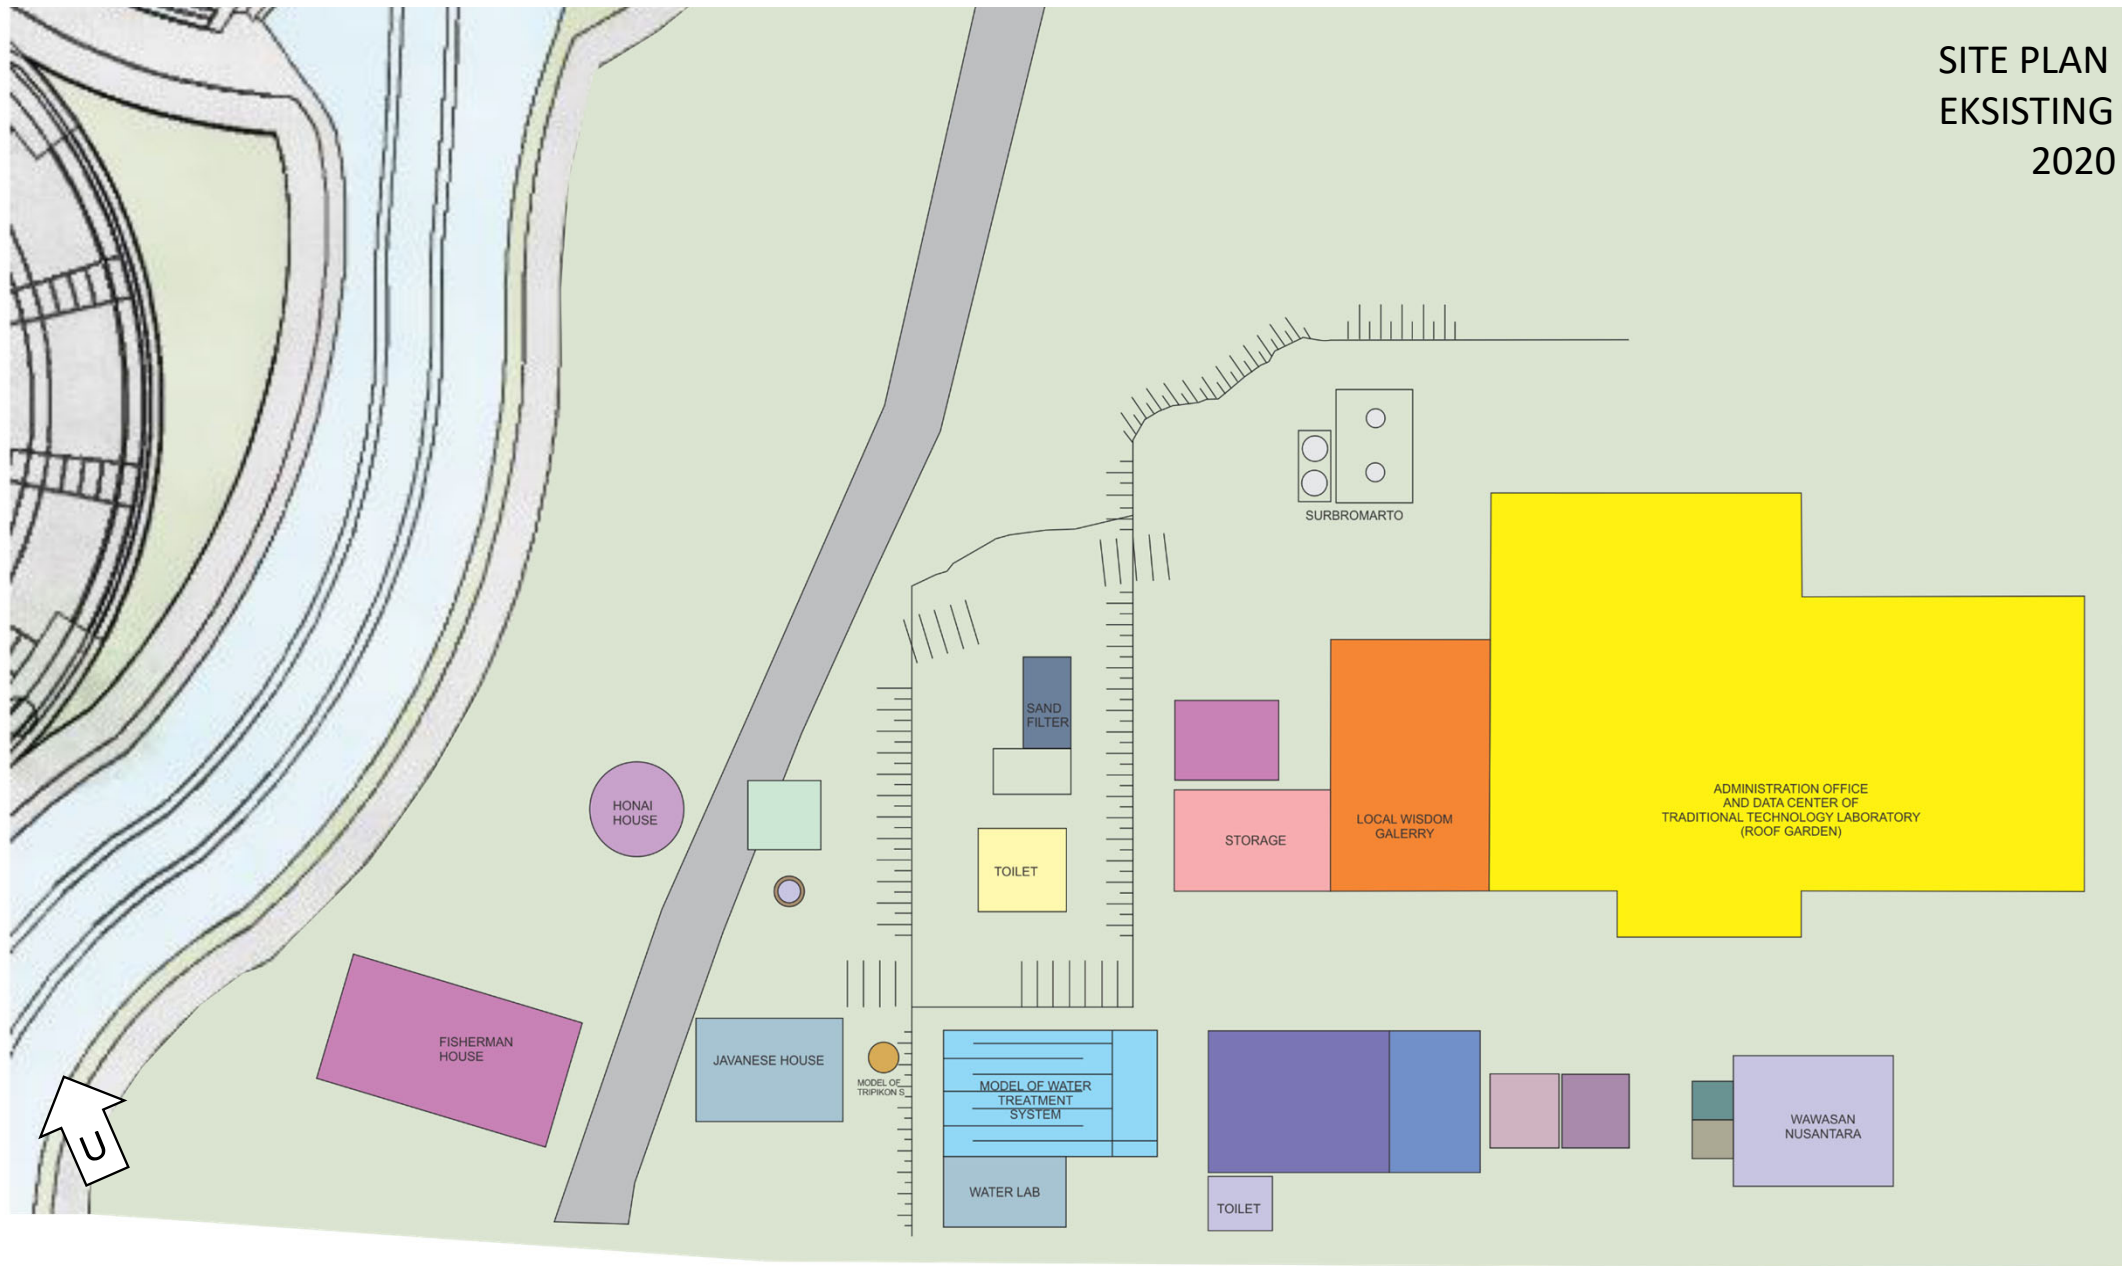 SITE PLAN
EKSISTING
2020
SURBROMARTO
SAND
FILTER
HONAI
HOUSE
TOILET
STORAGE
LOCAL WISDOM
GALERRY
ADMINISTRATION OFFICE
AND DATA CENTER OF
TRADITIONAL TECHNOLOGY LABORATORY
(ROOF GARDEN)
FISHERMAN
HOUSE
JAVANESE HOUSE
MODEL OF
TRIPIKON S
MODEL OF WATER
TREATMENT
SYSTEM
WAWASAN
NUSANTARA
WATER LAB
TOILET
U